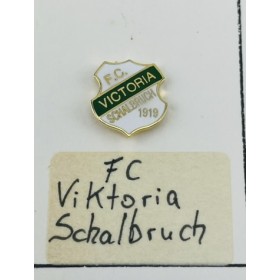 F.C.
VICTORIA
SCHALBRUCH
1919
FC
Viktoria
Schalbruch